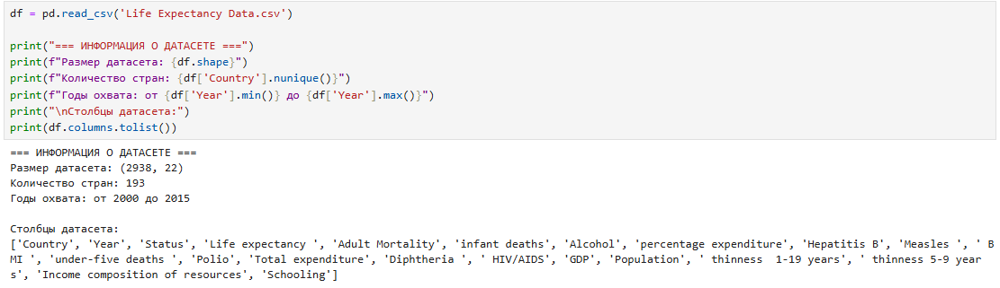 df = pd.read_csv('Life Expectancy Data.csv')
print("=== ИНФОРМАЦИЯ О ДАТАСЕТЕ ===")
print(f"Размер датасета: {df.shape}")
print(f"Количество стран: {df['Country'].nunique()}")
print(f"Годы охвата: от {df['Year'].min()} до {df['Year'].max()}")
print("\nСтолбцы датасета:")
print(df.columns.tolist())
=== ИНФОРМАЦИЯ О ДАТАСЕТЕ ===
Размер датасета: (2938, 22)
Количество стран: 193
Годы охвата: от 2000 до 2015
Столбцы датасета:
['Country', 'Year', 'Status', 'Life expectancy ', 'Adult Mortality', 'infant deaths', 'Alcohol', 'percentage expenditure', 'Hepatitis B', 'Measles ', ' B
MI ', 'under-five deaths ', 'Polio', 'Total expenditure', 'Diphtheria ', ' HIV/AIDS', 'GDP', 'Population', ' thinness  1-19 years', ' thinness 5-9 year
s', 'Income composition of resources', 'Schooling']